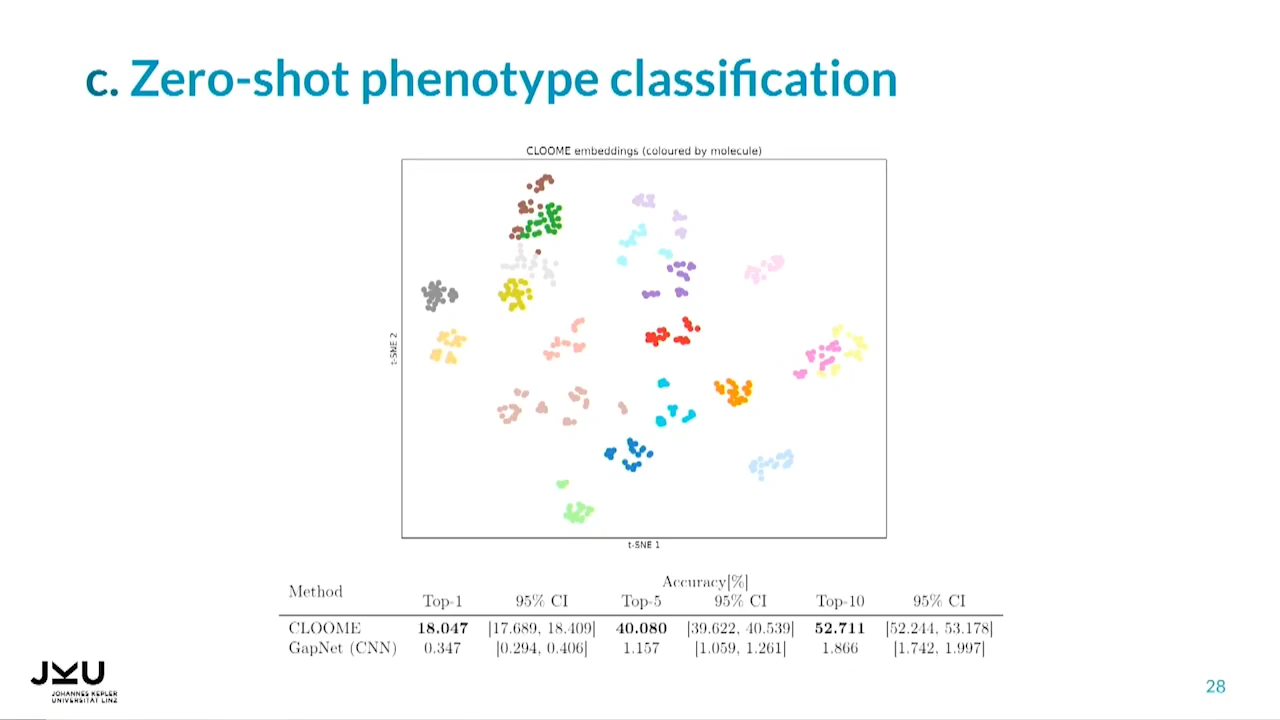 c. Zero-shot phenotype classification
CLOOME embeddings (coloured by molecule)
t-SNE 2
t-SNE 1
Method Accuracy[%]
Top-1 95% CI Top-5 95% CI Top-10 95% CI
CLOOME 18.047 [17.689, 18.409] 40.080 [39.622, 40.539] 52.711 [52.244, 53.178]
GapNet (CNN) 0.347 [0.294, 0.406] 1.157 [1.059, 1.261] 1.866 [1.742, 1.997]
JKU
JOHANNES KEPLER
UNIVERSITÄT LINZ
28